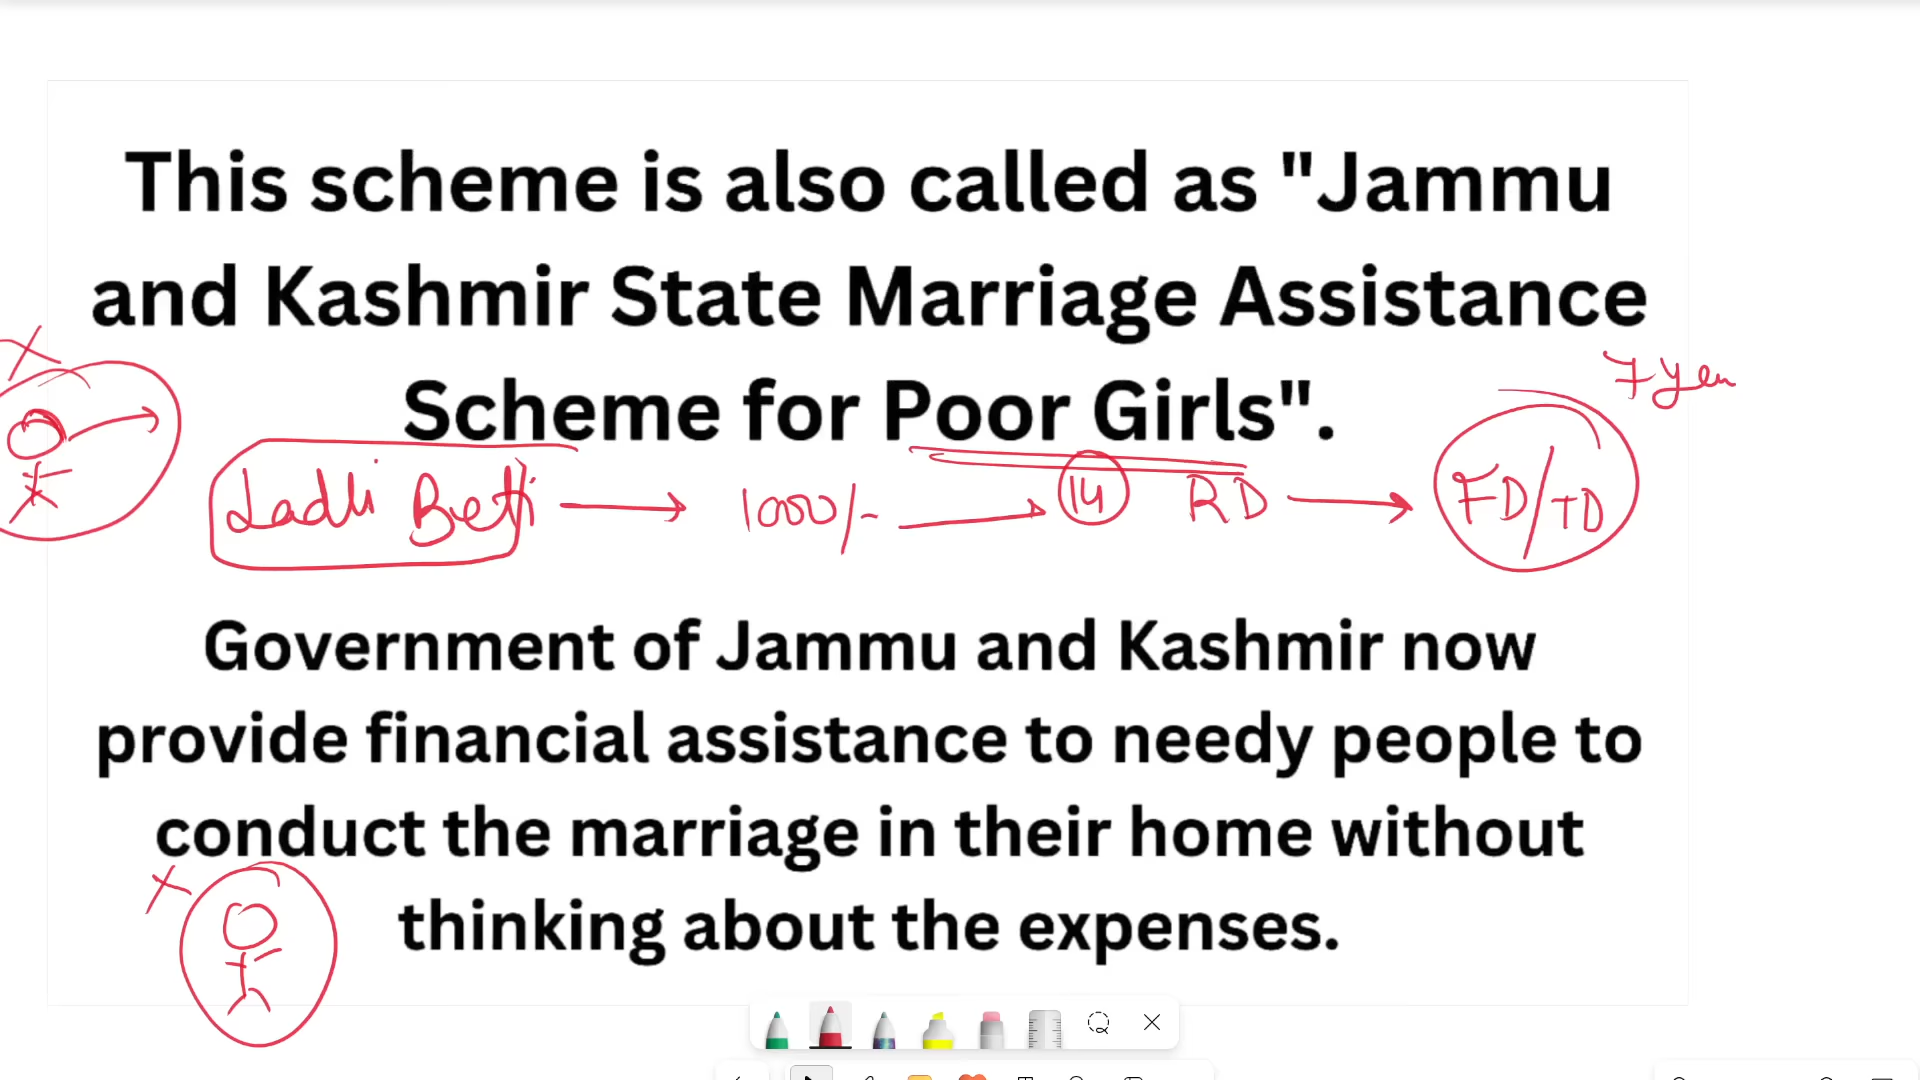 This scheme is also called as "Jammu
and Kashmir State Marriage Assistance
Scheme for Poor Girls".
7 yea
Ladli Beti → 1000/- → 14 RD → FD/TD
Government of Jammu and Kashmir now
provide financial assistance to needy people to
conduct the marriage in their home without
thinking about the expenses.